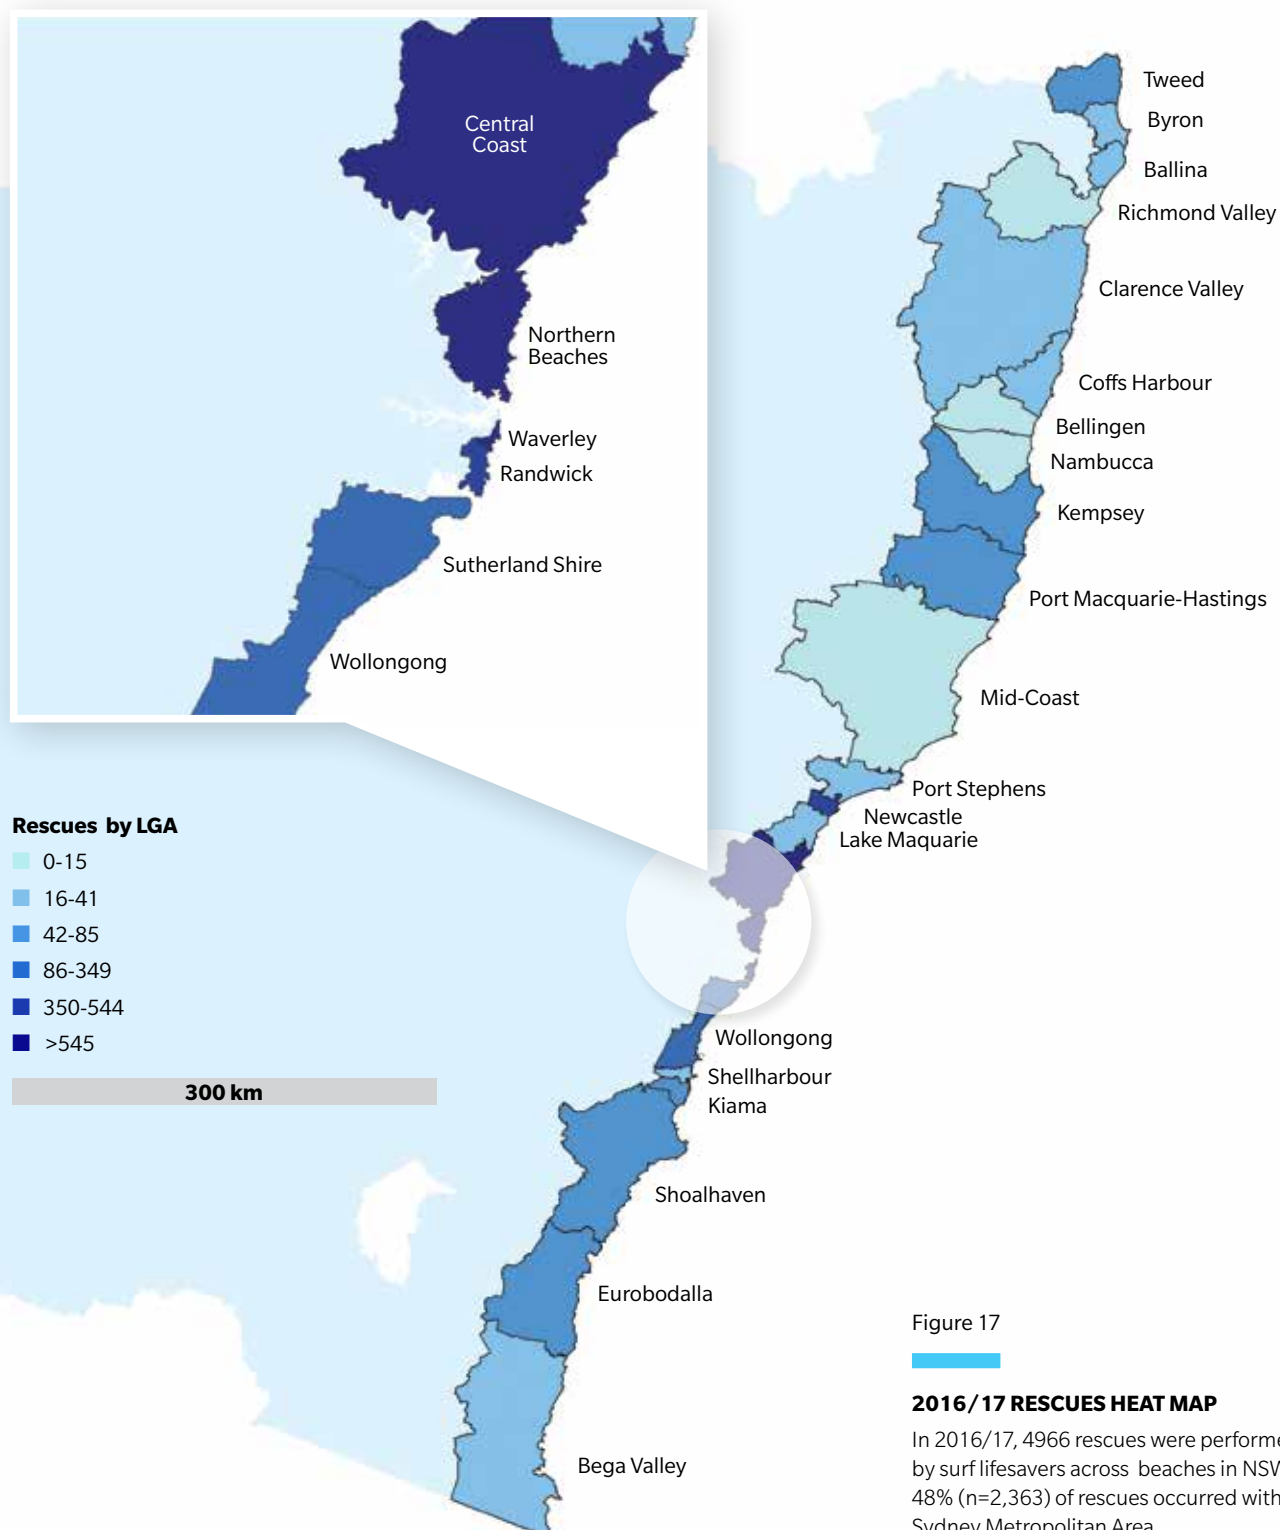 Central
Coast
Northern
Beaches
Waverley
Randwick
Sutherland Shire
Wollongong
Tweed
Byron
Ballina
Richmond Valley
Clarence Valley
Coffs Harbour
Bellingen
Nambucca
Kempsey
Port Macquarie-Hastings
Mid-Coast
Port Stephens
Newcastle
Lake Maquarie
Wollongong
Shellharbour
Kiama
Shoalhaven
Eurobodalla
Bega Valley
Rescues by LGA
0-15
16-41
42-85
86-349
350-544
>545
300 km
Figure 17
2016/17 RESCUES HEAT MAP
In 2016/17, 4966 rescues were
by surf lifesavers across beaches in
48% (n=2,363) of rescues occurred
Sydney Metropolitan Area